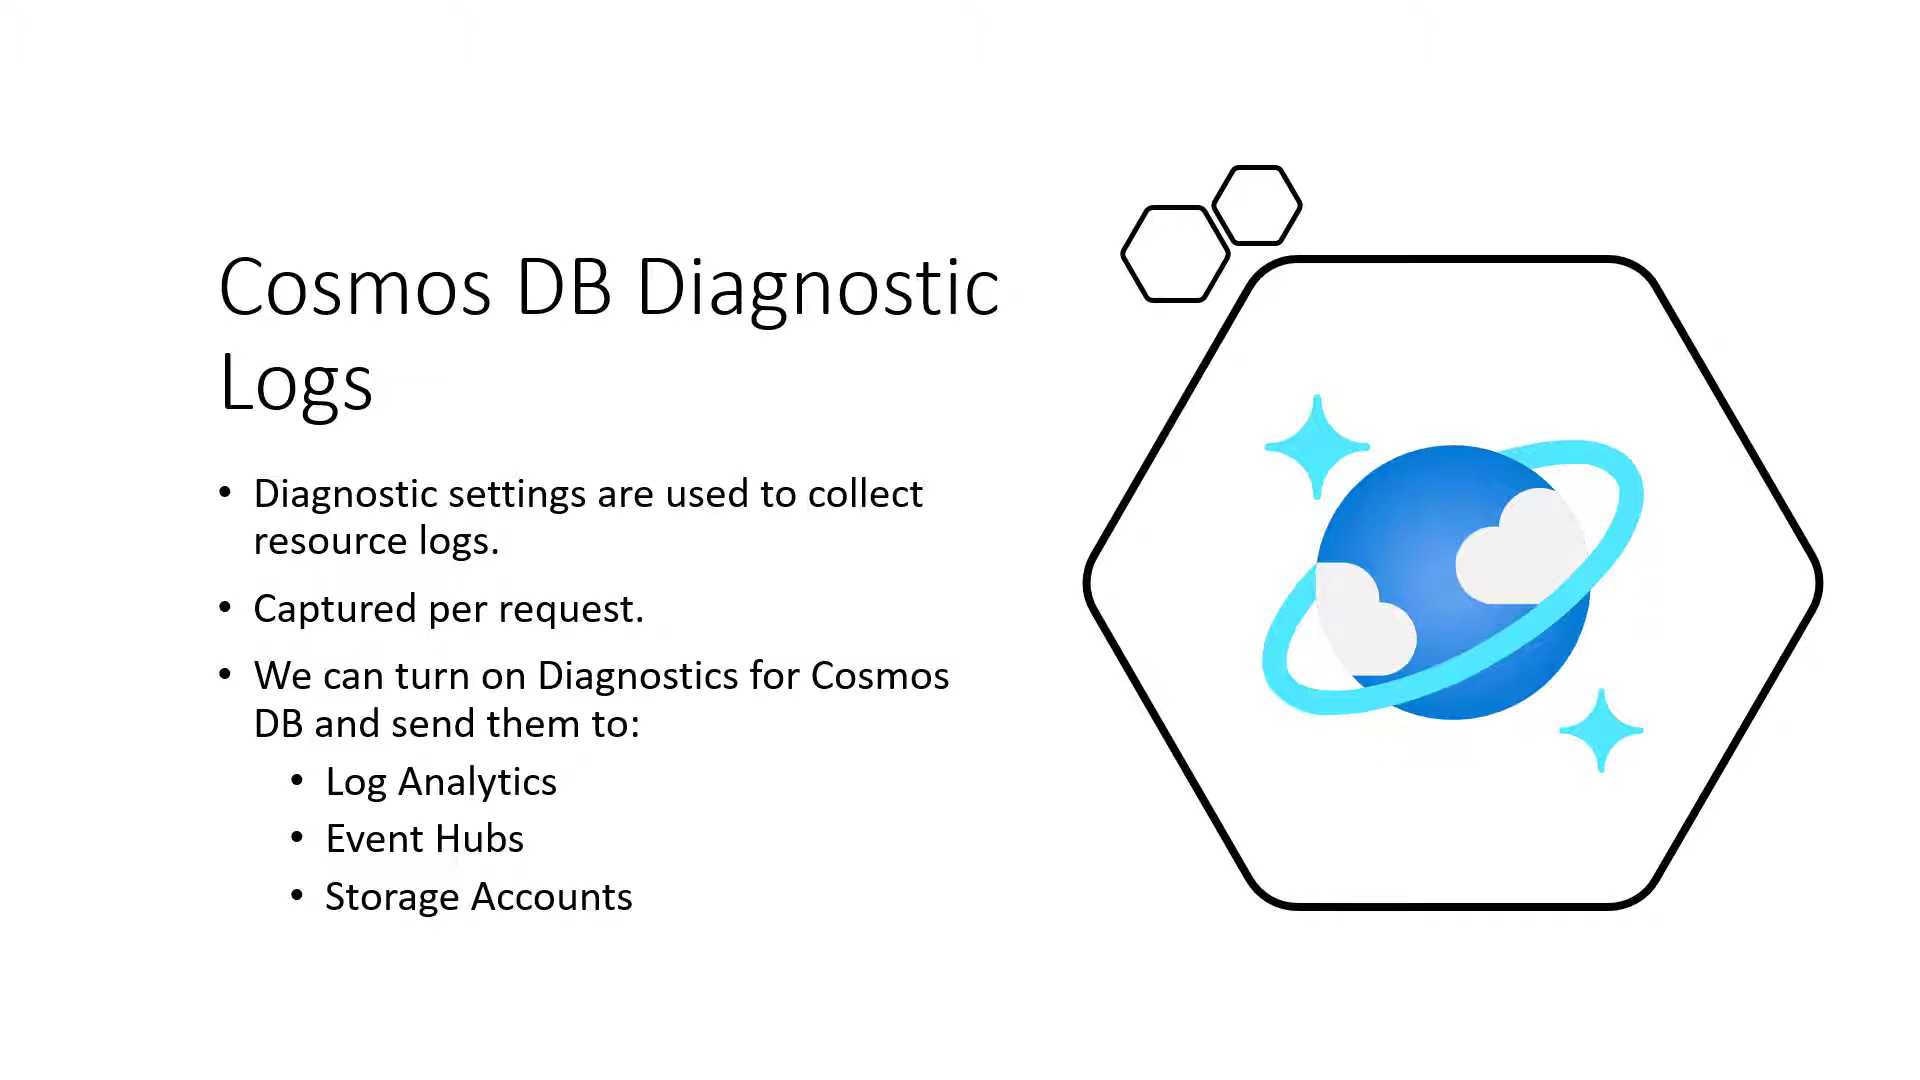 Cosmos DB Diagnostic
Logs
• Diagnostic settings are used to collect
resource logs.
• Captured per request.
• We can turn on Diagnostics for Cosmos
DB and send them to:
• Log Analytics
• Event Hubs
• Storage Accounts